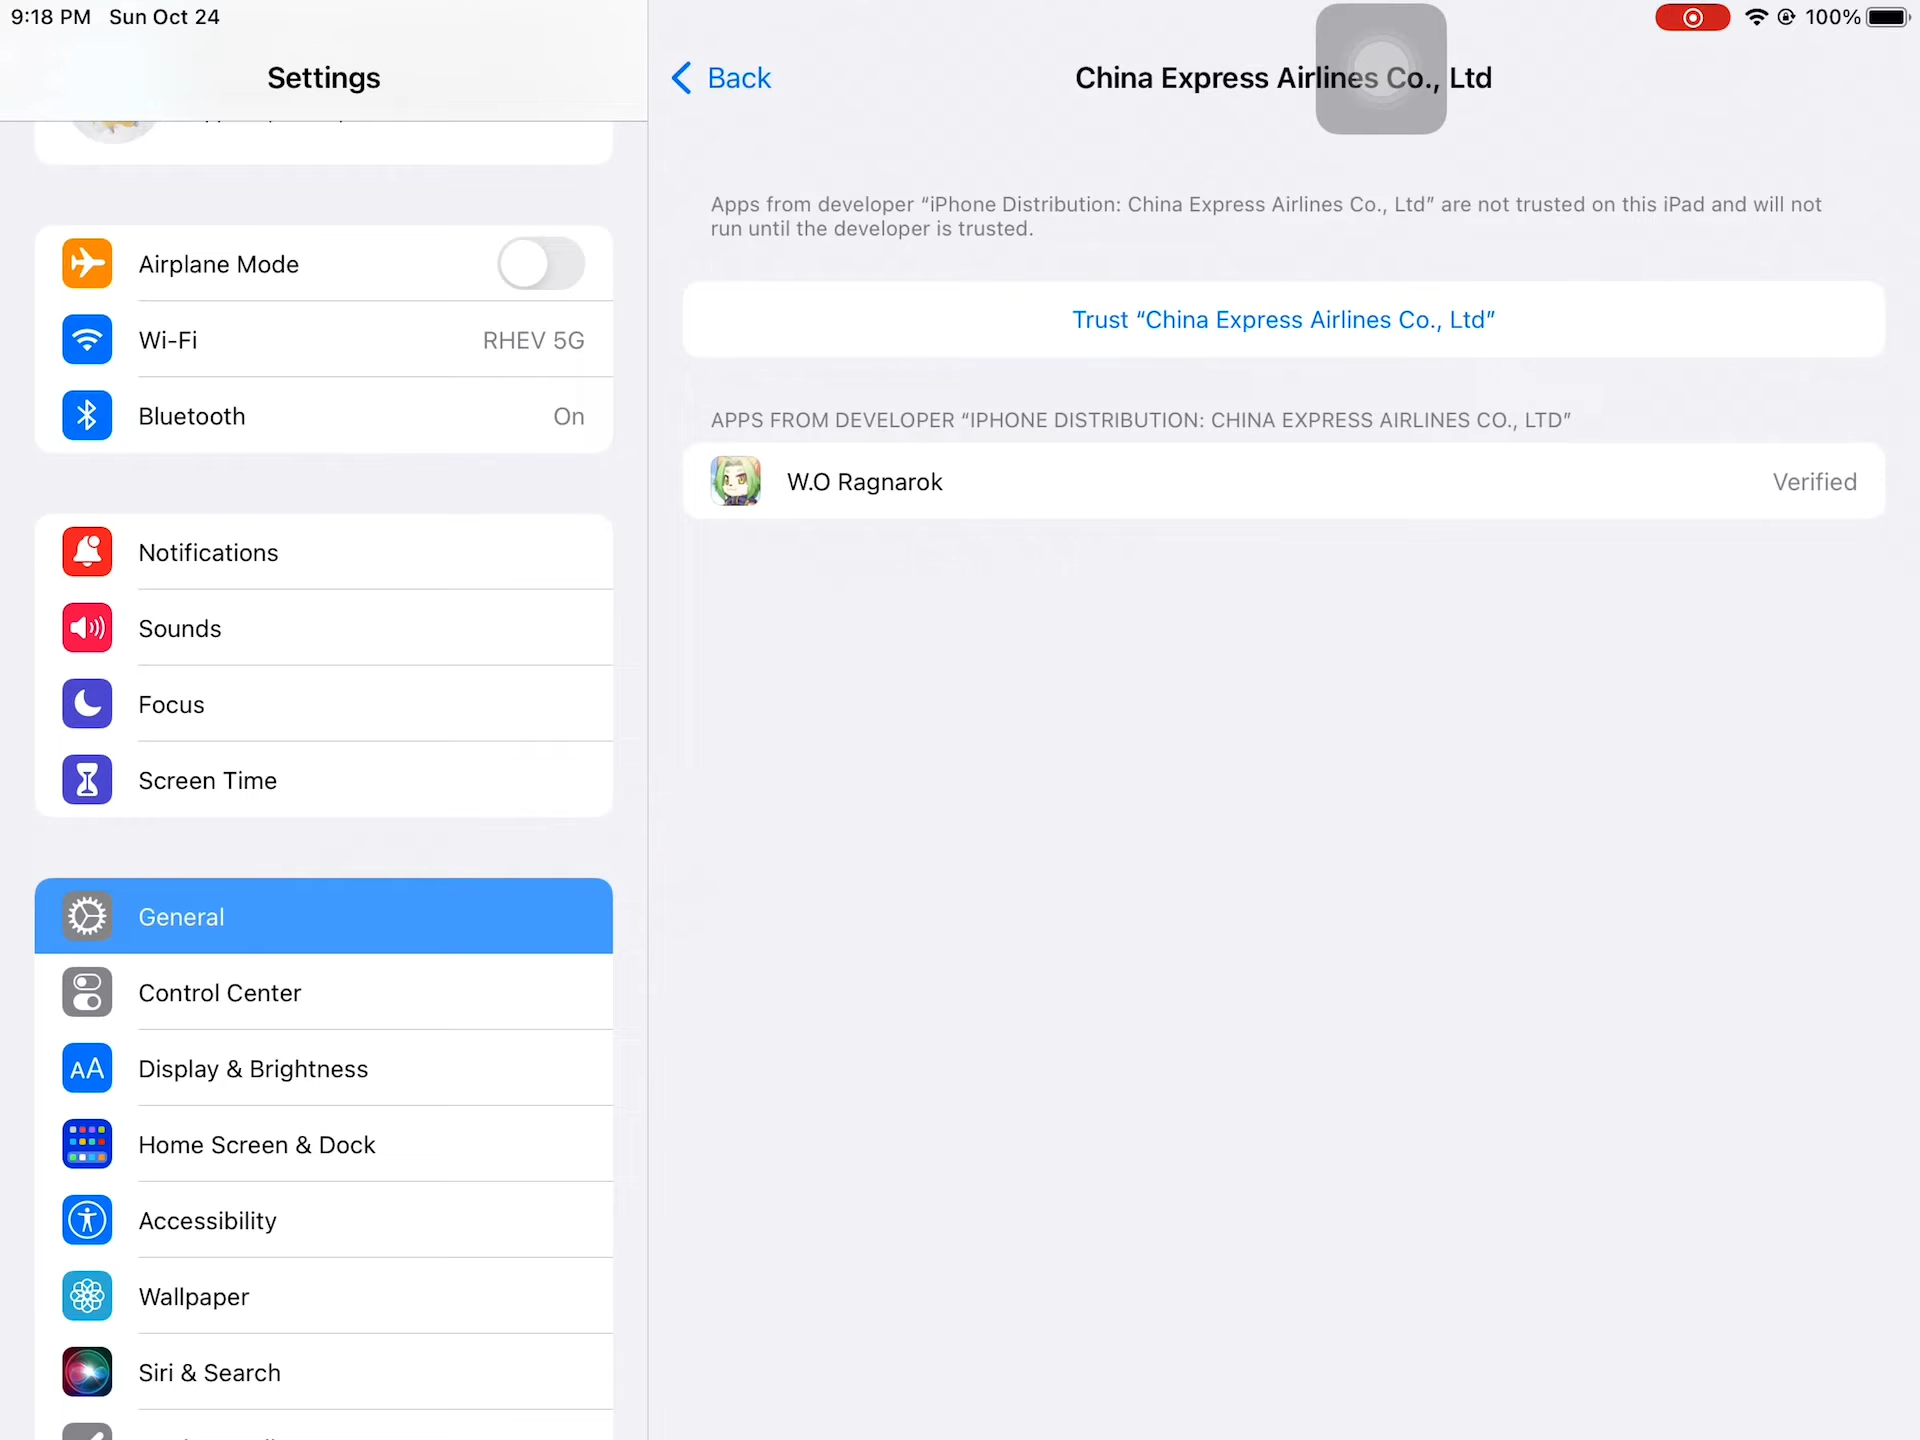 9:18 PM Sun Oct 24
100%
Settings
Airplane Mode
Wi-Fi RHEV 5G
Bluetooth On
Notifications
Sounds
Focus
Screen Time
General
Control Center
AA Display & Brightness
Home Screen & Dock
Accessibility
Wallpaper
Siri & Search
Back
China Express Airlines Co., Ltd
Apps from developer “iPhone Distribution: China Express Airlines Co., Ltd” are not trusted on this iPad and will not
run until the developer is trusted.
Trust “China Express Airlines Co., Ltd”
APPS FROM DEVELOPER “IPHONE DISTRIBUTION: CHINA EXPRESS AIRLINES CO., LTD”
W.O Ragnarok Verified